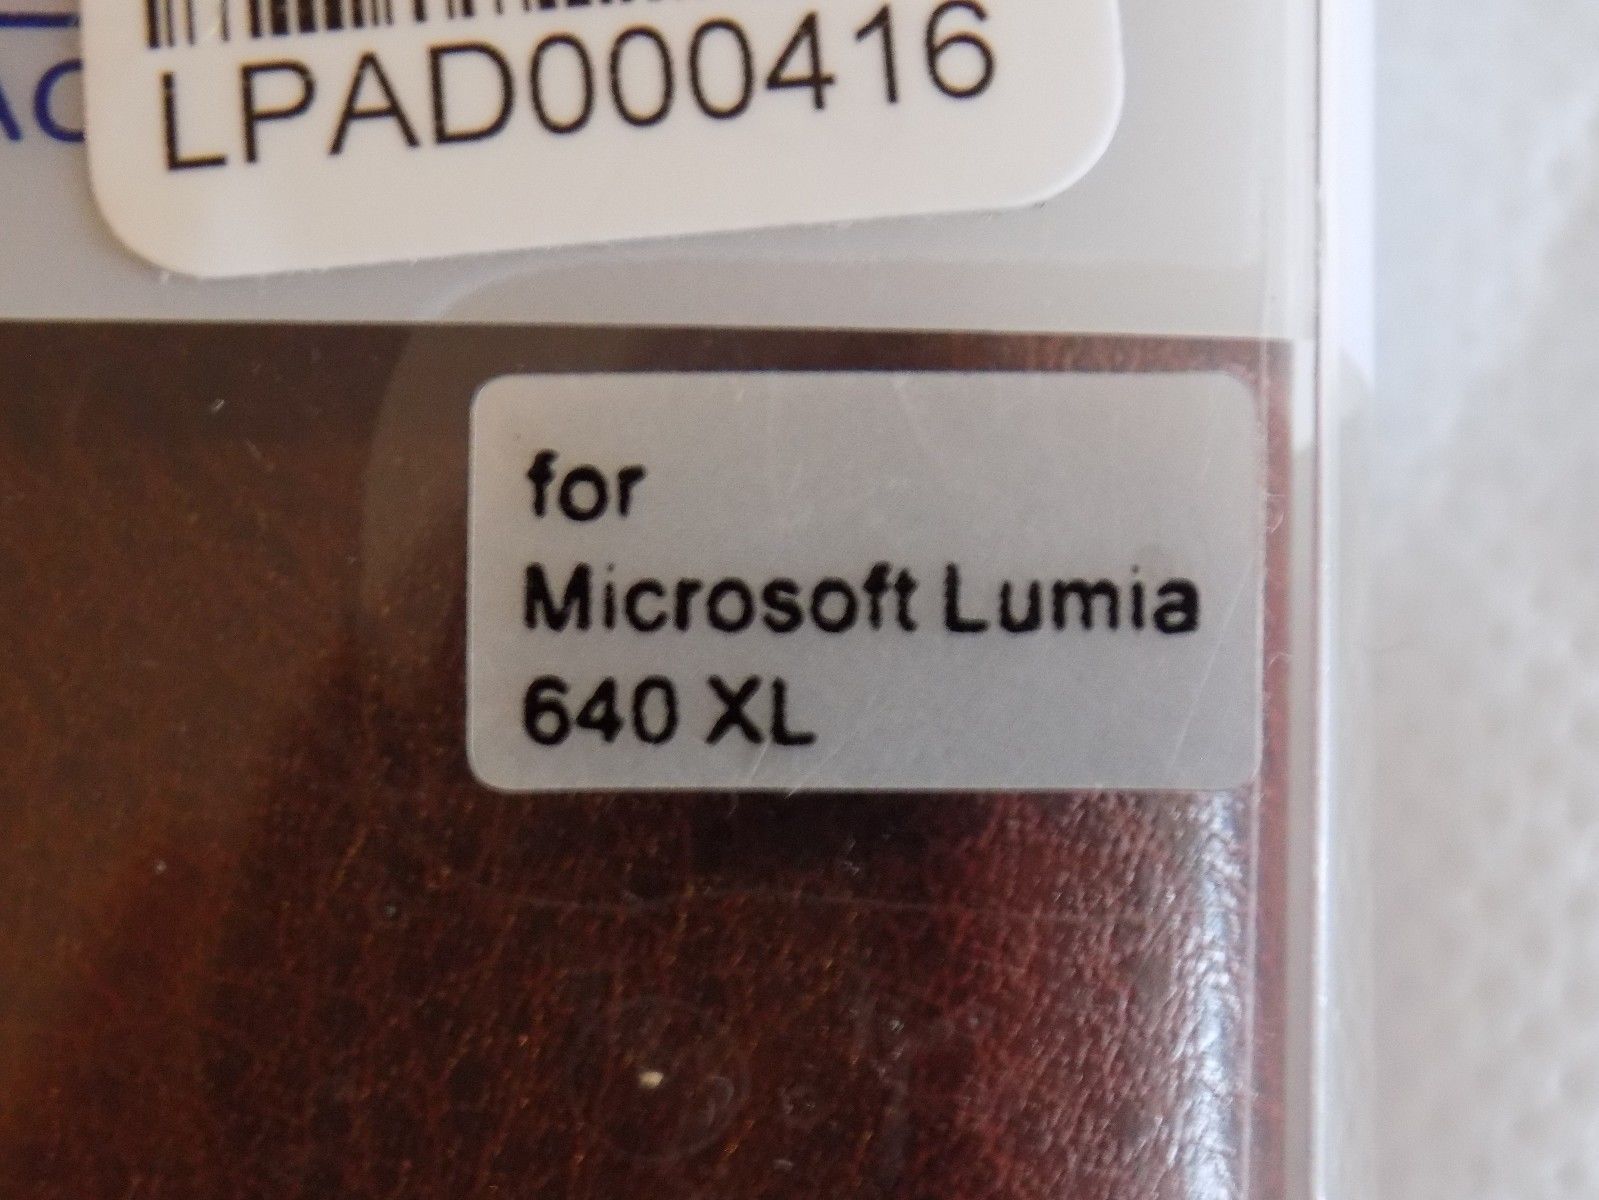 LPAD000416
for
Microsoft Lumia
640 XL